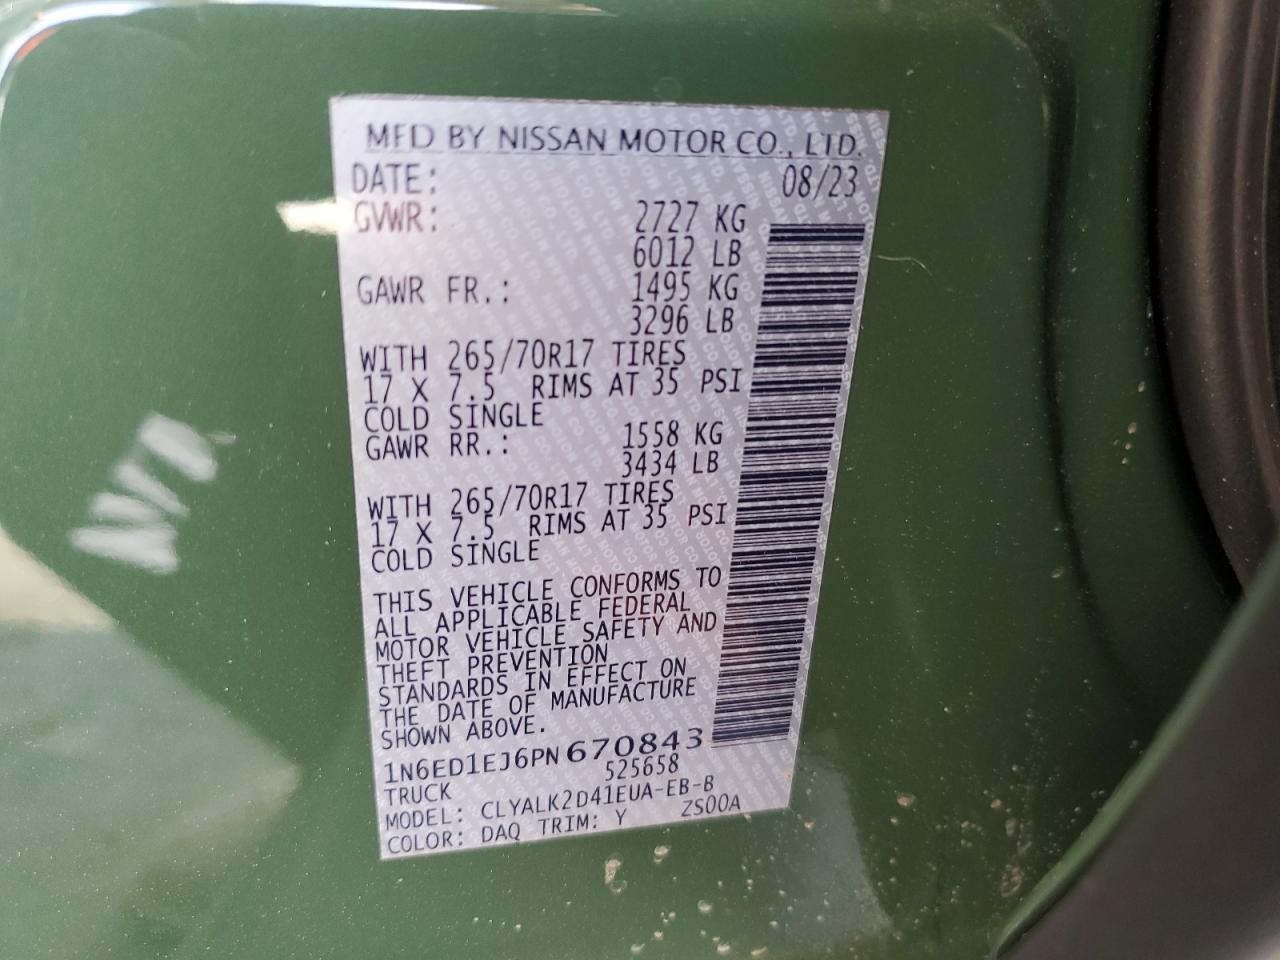 MFD BY NISSAN MOTOR CO., LTD.
DATE: 08/23
GVWR: 2727 KG
6012 LB
GAWR FR.: 1495 KG
3296 LB
WITH 265/70R17 TIRES
17 X 7.5 RIMS AT 35 PSI
COLD SINGLE
GAWR RR.: 1558 KG
3434 LB
WITH 265/70R17 TIRES
17 X 7.5 RIMS AT 35 PSI
COLD SINGLE
THIS VEHICLE CONFORMS TO
ALL APPLICABLE FEDERAL
MOTOR VEHICLE SAFETY AND
THEFT PREVENTION
STANDARDS IN EFFECT ON
THE DATE OF MANUFACTURE
SHOWN ABOVE.
1N6ED1EJ6PN670843
TRUCK 525658
MODEL: CLYALK2D41EUA-EB-B
COLOR: DAQ TRIM: Y ZS00A